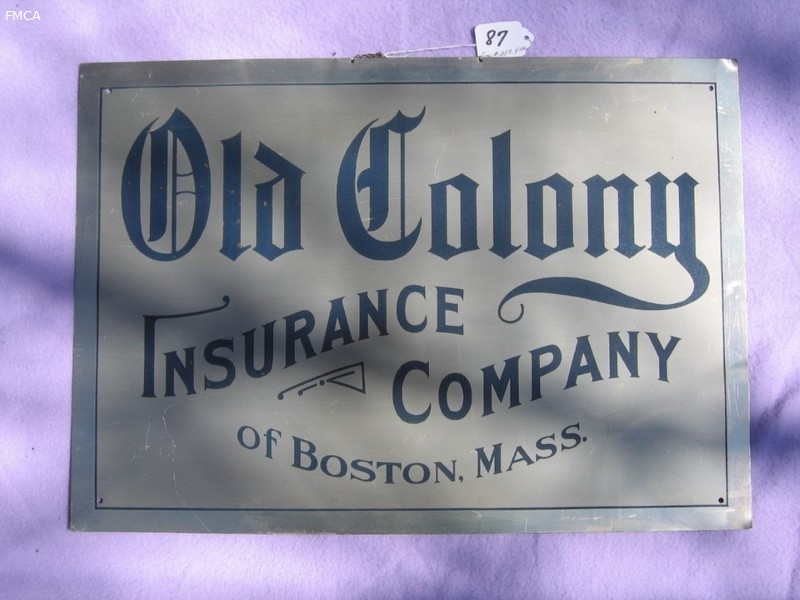 FMCA
87
Old Colony
INSURANCE
COMPANY
OF BOSTON, MASS.